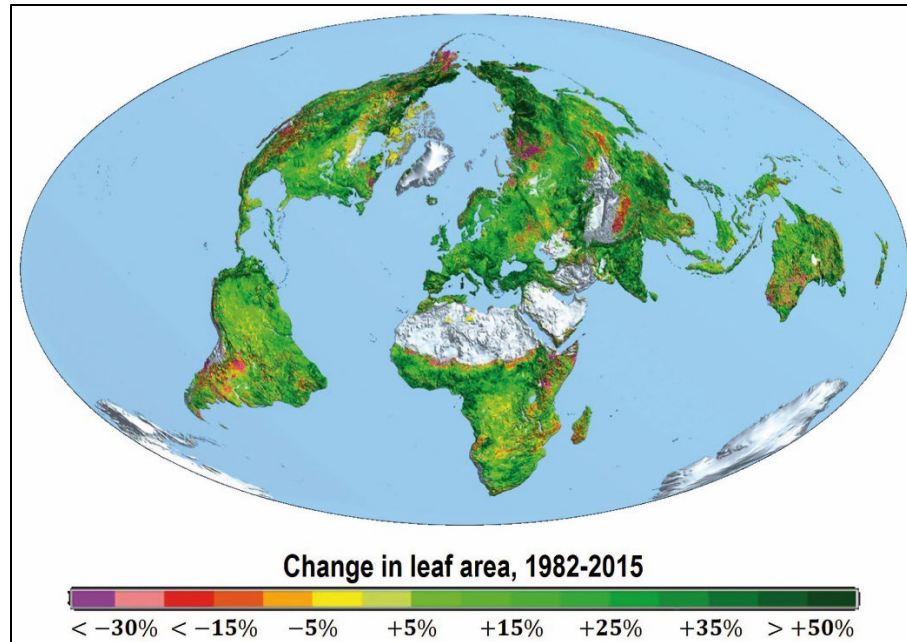 Change in leaf area, 1982-2015
< −30% < −15% −5% +5% +15% +25% +35% > +50%